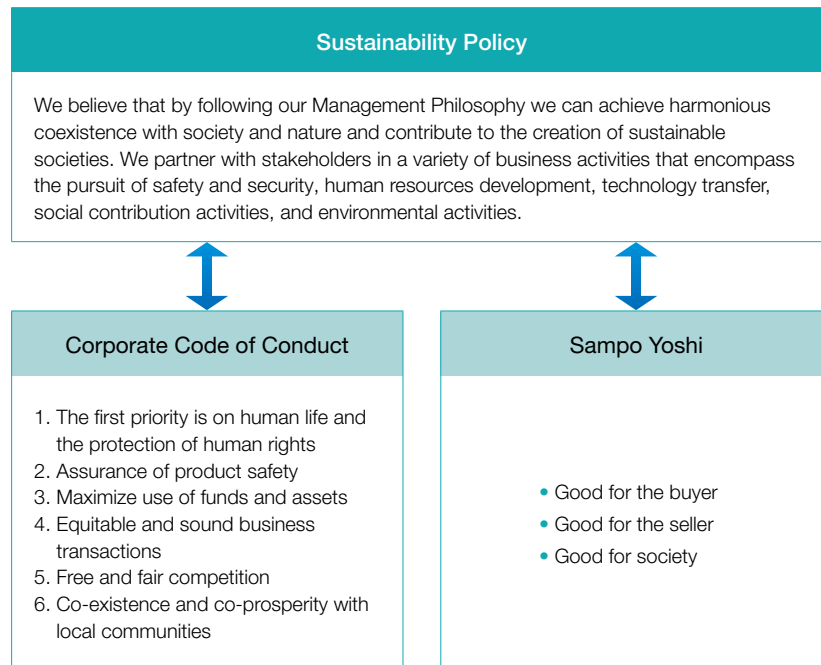 Sustainability Policy
We believe that by following our Management Philosophy we can achieve harmonious
coexistence with society and nature and contribute to the creation of sustainable
societies. We partner with stakeholders in a variety of business activities that encompass
the pursuit of safety and security, human resources development, technology transfer,
social contribution activities, and environmental activities.
Corporate Code of Conduct
1. The first priority is on human life and
the protection of human rights
2. Assurance of product safety
3. Maximize use of funds and assets
4. Equitable and sound business
transactions
5. Free and fair competition
6. Co-existence and co-prosperity with
local communities
Sampo Yoshi
• Good for the buyer
• Good for the seller
• Good for society